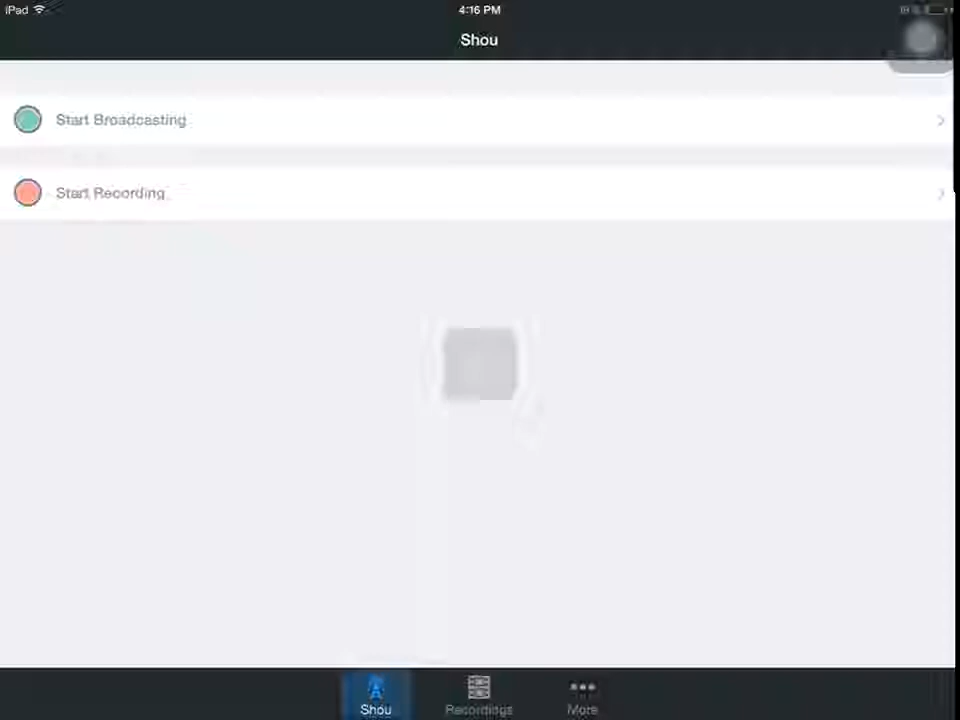 iPad
4:16 PM
Shou
Start Broadcasting
Start Recording
Shou
Recordings
More